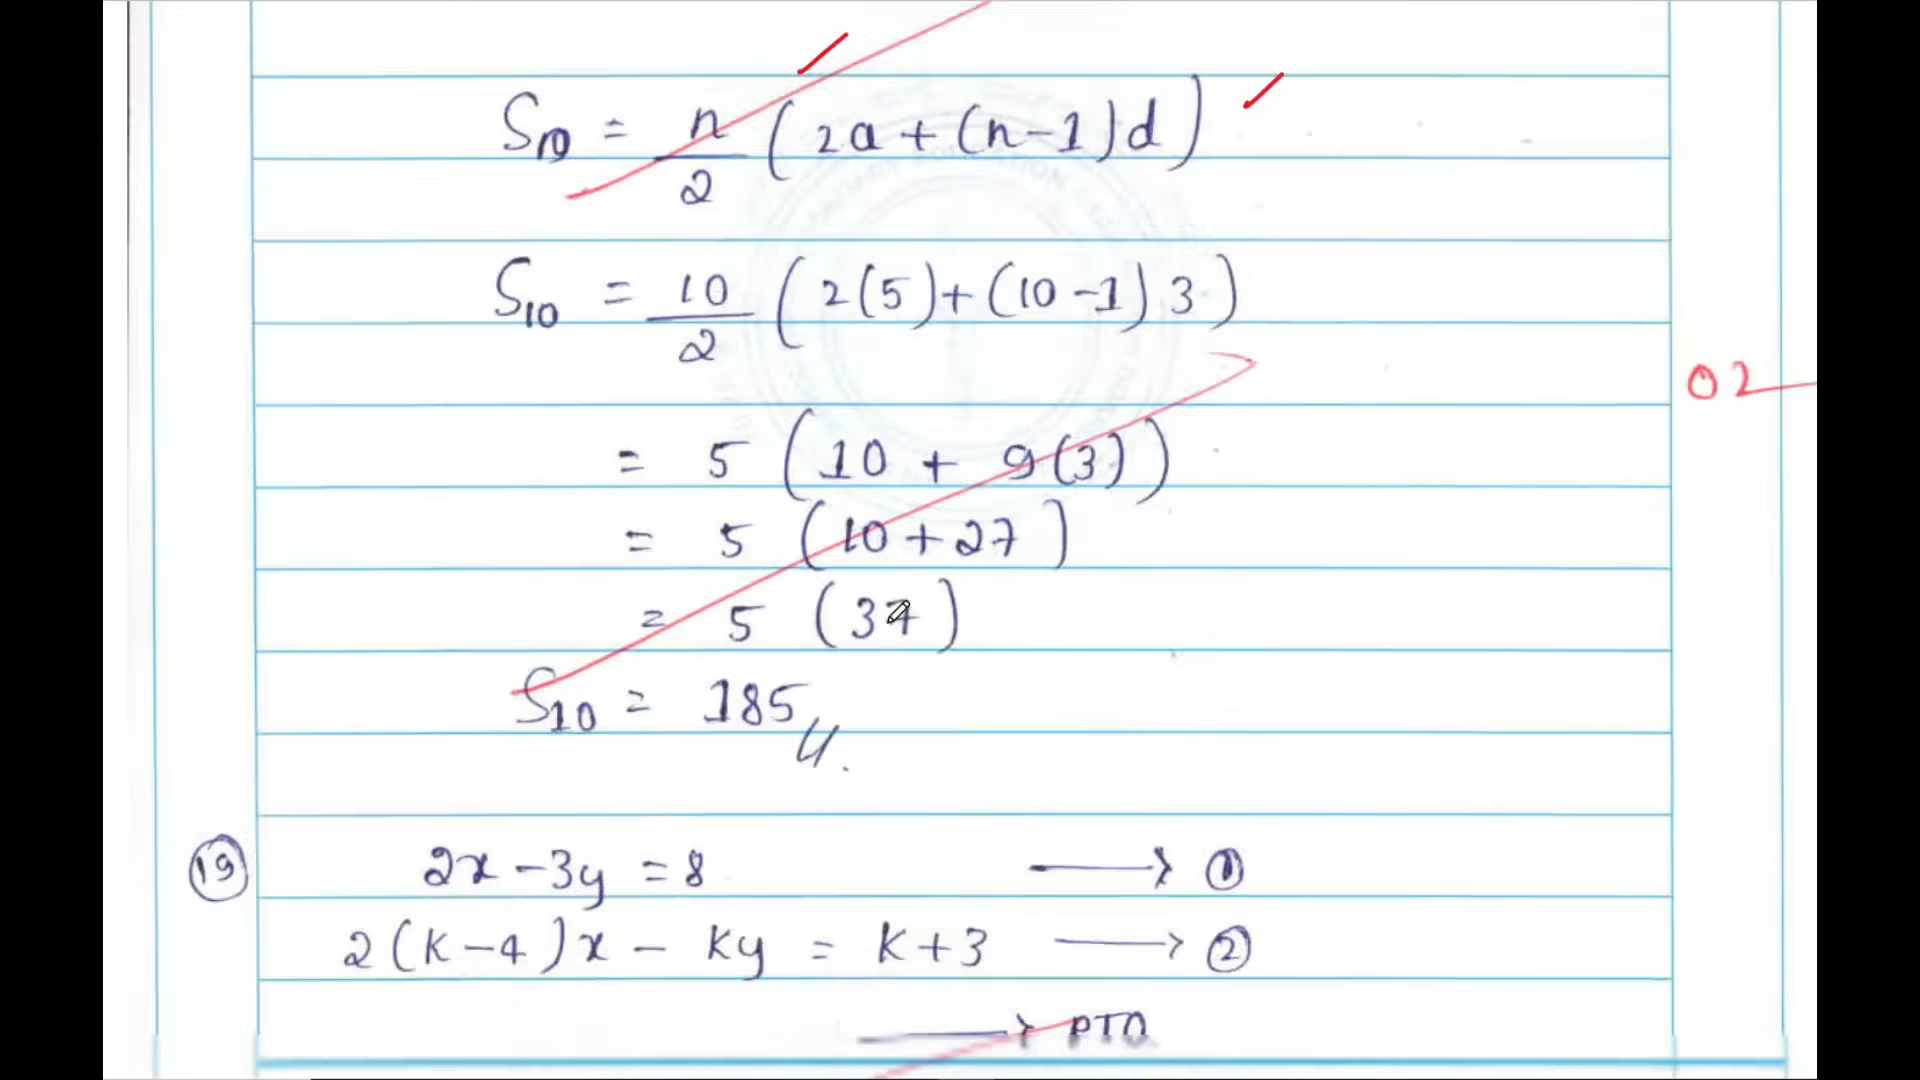 S10 = n/2 (2a + (n-1)d)
S10 = 10/2 (2(5)+(10-1)3)
02
= 5 (10 + 9(3))
= 5 (10+27)
= 5 (37)
S10 = 185
19 2x - 3y = 8 → 1
2(k-4)x - ky = k+3 → 2
→ PTO